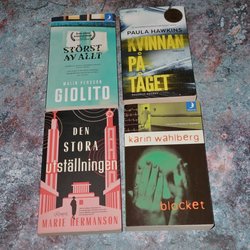 STÖRST
AV ALLT
MALIN PERSSON
GIOLITO
PAULA HAWKINS
KVINNAN
PÅ
TÅGET
DEN
STORA
utställningen
MARIE HERMANSON
karin wahlberg
blocket